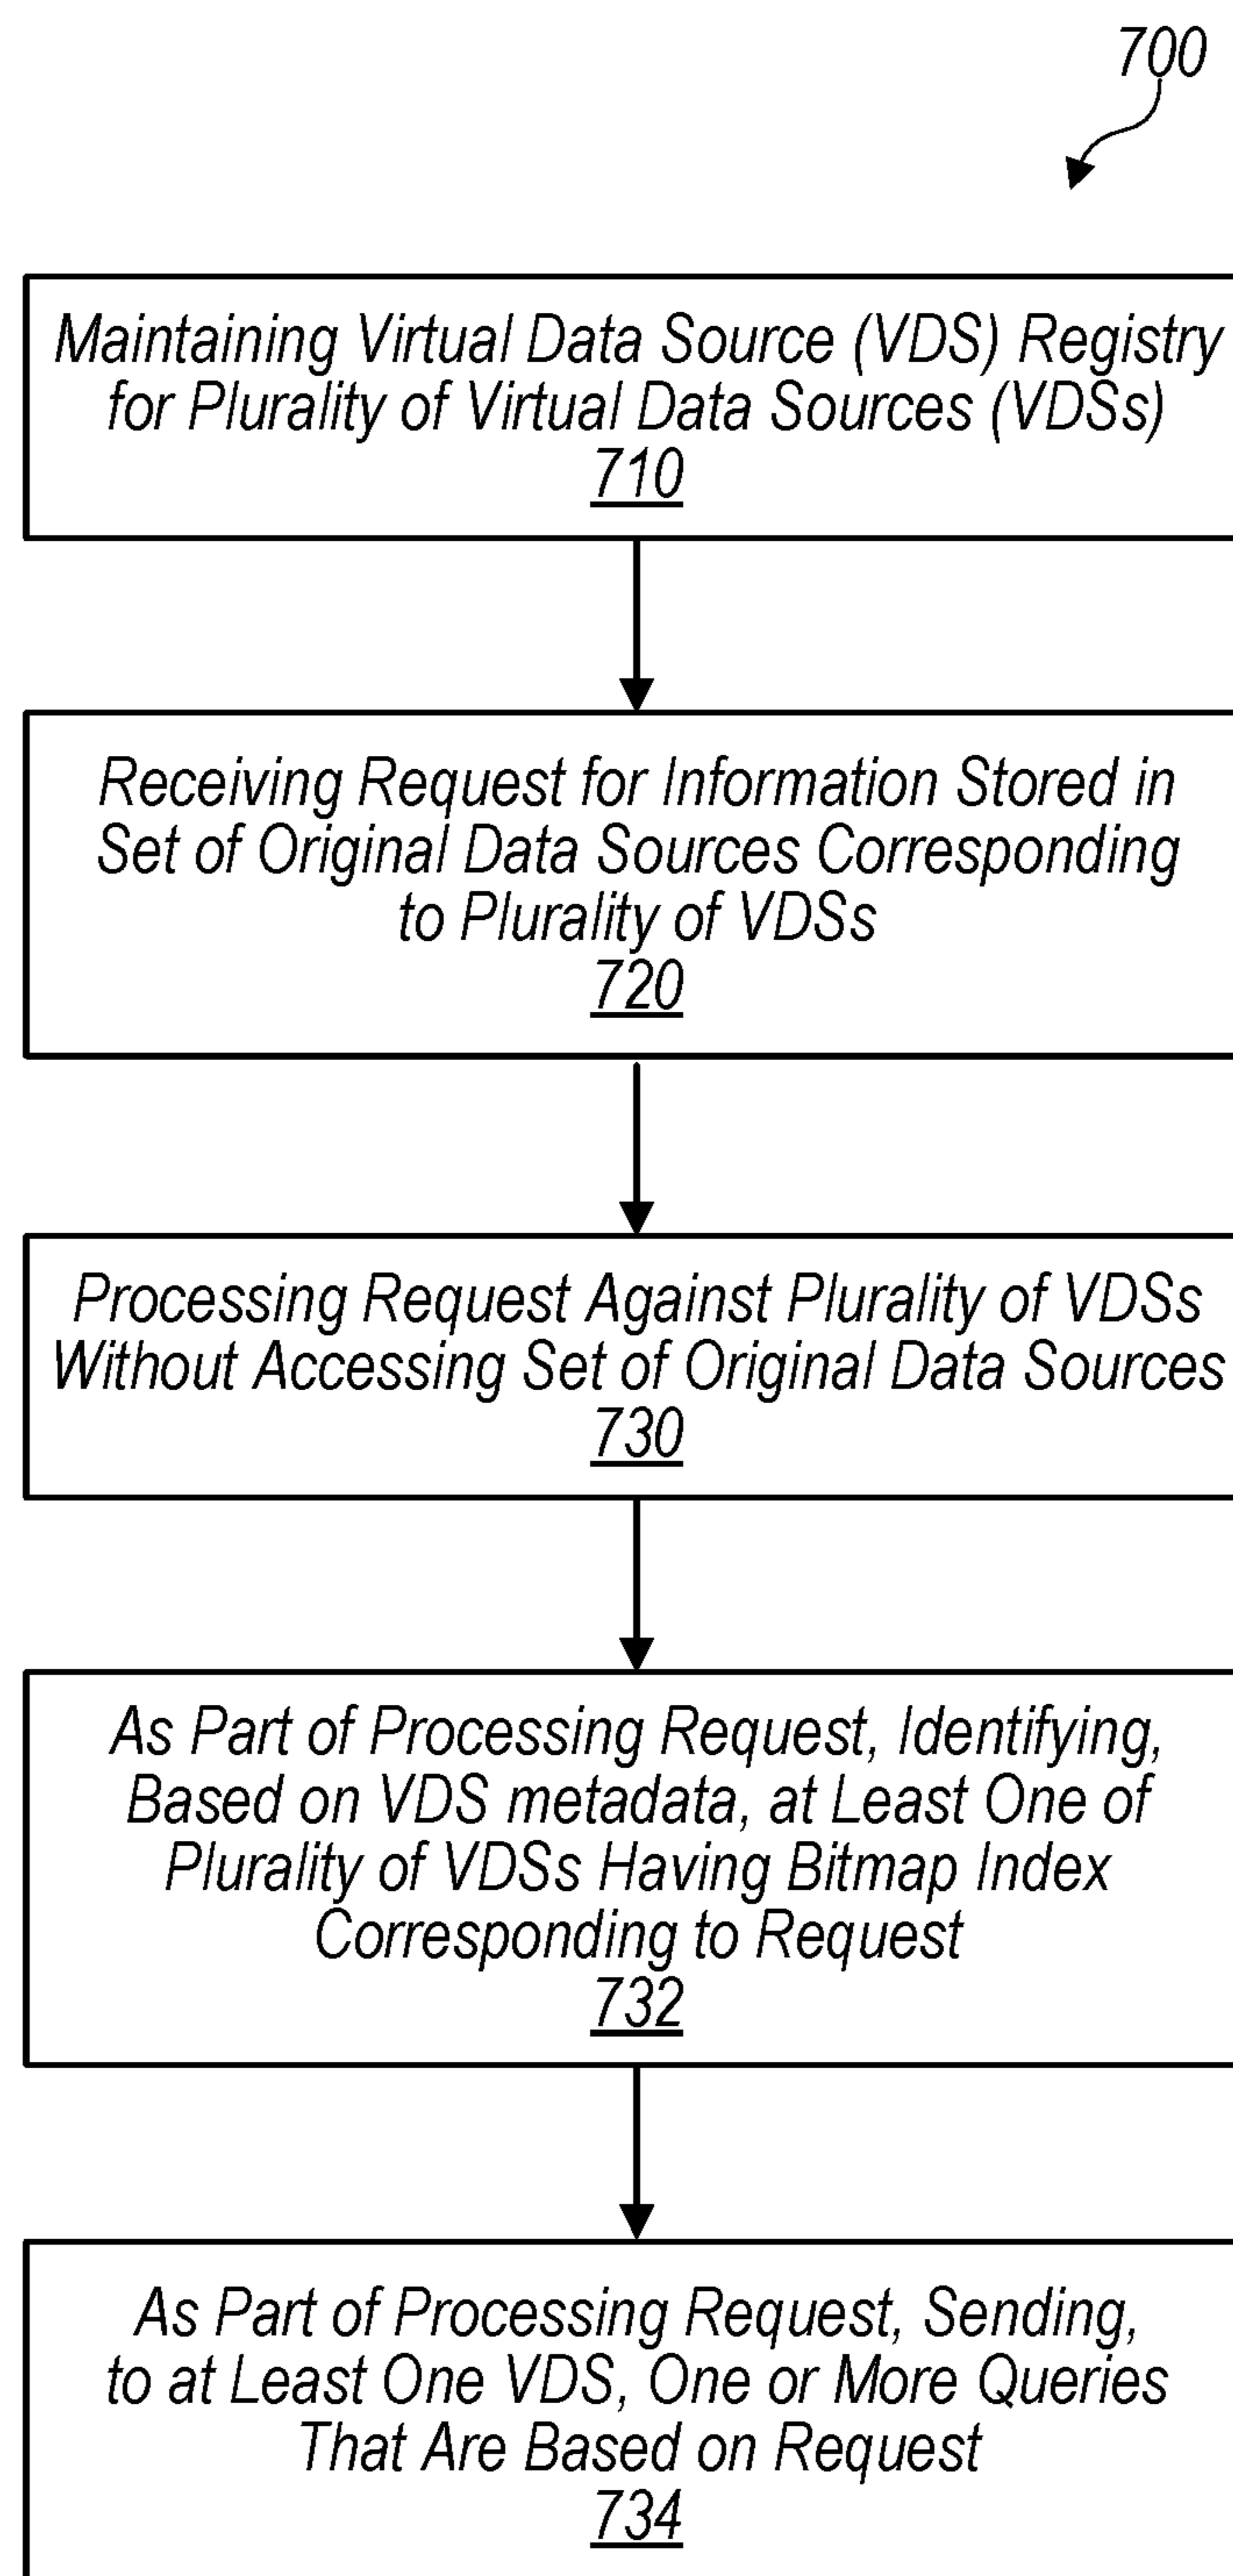 700
Maintaining Virtual Data Source (VDS) Registry
for Plurality of Virtual Data Sources (VDSs)
710
Receiving Request for Information Stored in
Set of Original Data Sources Corresponding
to Plurality of VDSs
720
Processing Request Against Plurality of VDSs
Without Accessing Set of Original Data Sources
730
As Part of Processing Request, Identifying,
Based on VDS metadata, at Least One of
Plurality of VDSs Having Bitmap Index
Corresponding to Request
732
As Part of Processing Request, Sending,
to at Least One VDS, One or More Queries
That Are Based on Request
734